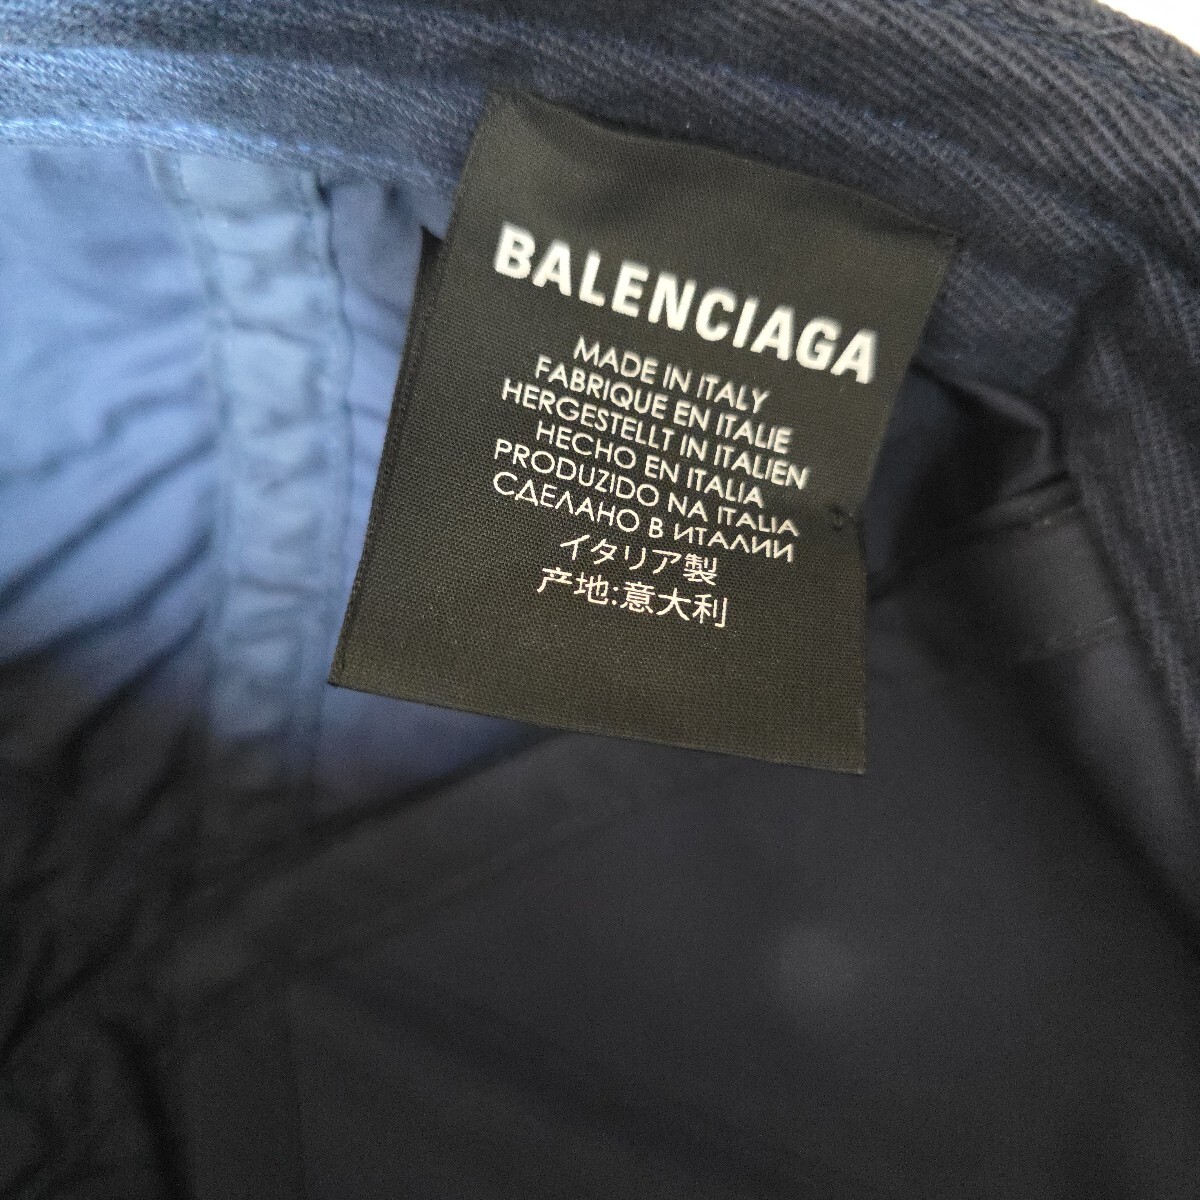 BALENCIAGA
MADE IN ITALY
FABRIQUE EN ITALIE
HERGESTELLT IN ITALIEN
HECHO EN ITALIA
PRODUZIDO NA ITALIA
СДЕЛАНО В ИТАЛИИ
イタリア製
产地:意大利